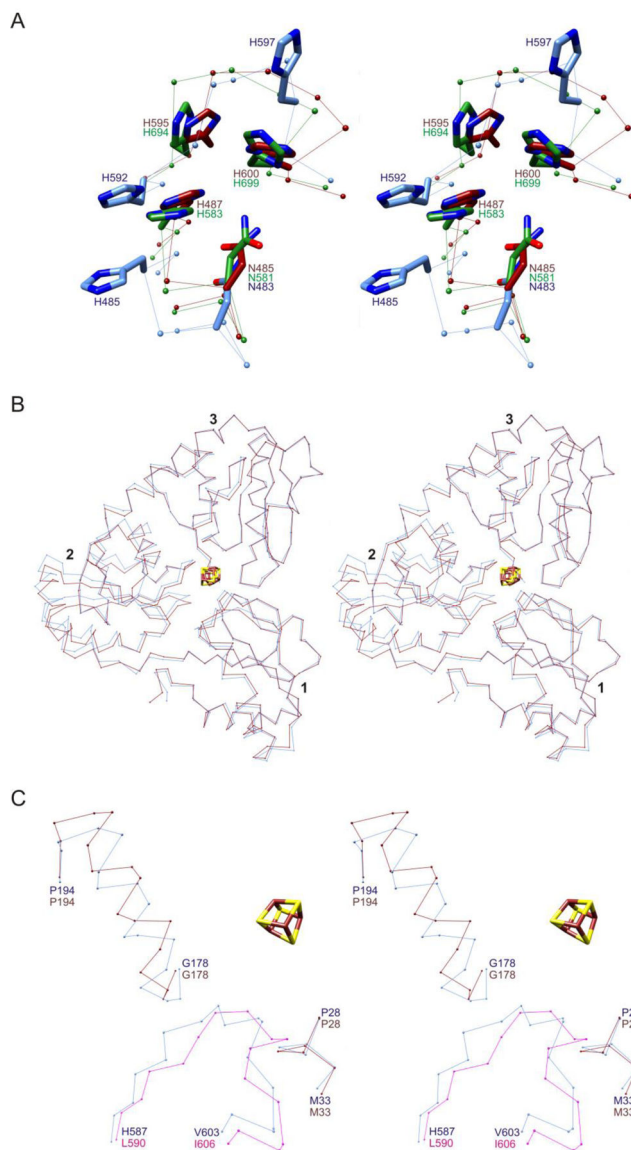 A
H597 H597
H595 H595
H694 H694
H592 H600 H592 H600
H699 H699
H487 H487
H583 H583
N485 N485
N581 N581
H485 N483 H485 N483
B
3 3
2 2
1 1
C
P194 P194
P194 P194
G178 G178
G178 G178
P28 P2
P28 P2
M33 M33
M33 M33
H587 V603 H587 V603
L590 I606 L590 I606